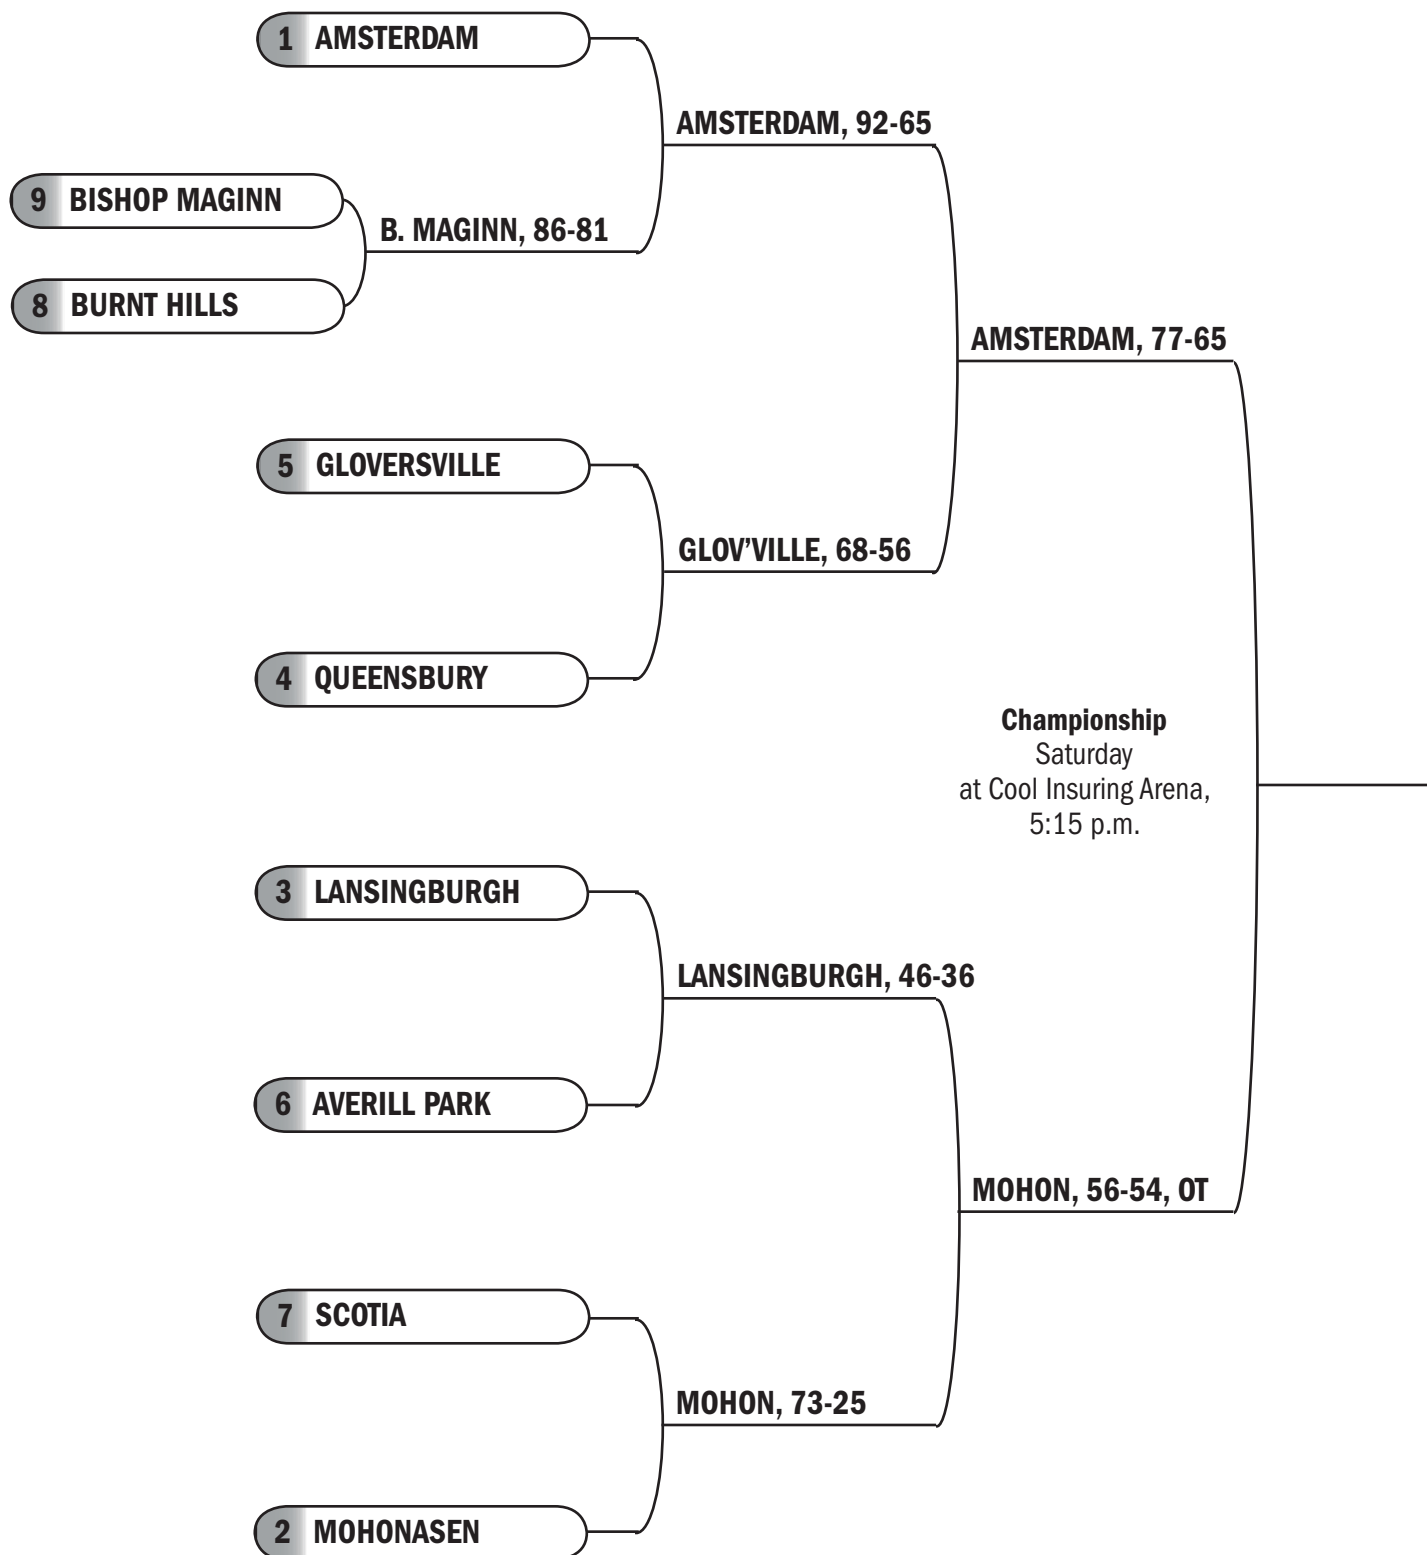 1 AMSTERDAM
AMSTERDAM, 92-65
9 BISHOP MAGINN
B. MAGINN, 86-81
8 BURNT HILLS
AMSTERDAM, 77-65
5 GLOVERSVILLE
GLOV’VILLE, 68-56
4 QUEENSBURY
Championship
Saturday
at Cool Insuring Arena,
5:15 p.m.
3 LANSINGBURGH
LANSINGBURGH, 46-36
6 AVERILL PARK
MOHON, 56-54, OT
7 SCOTIA
MOHON, 73-25
2 MOHONASEN